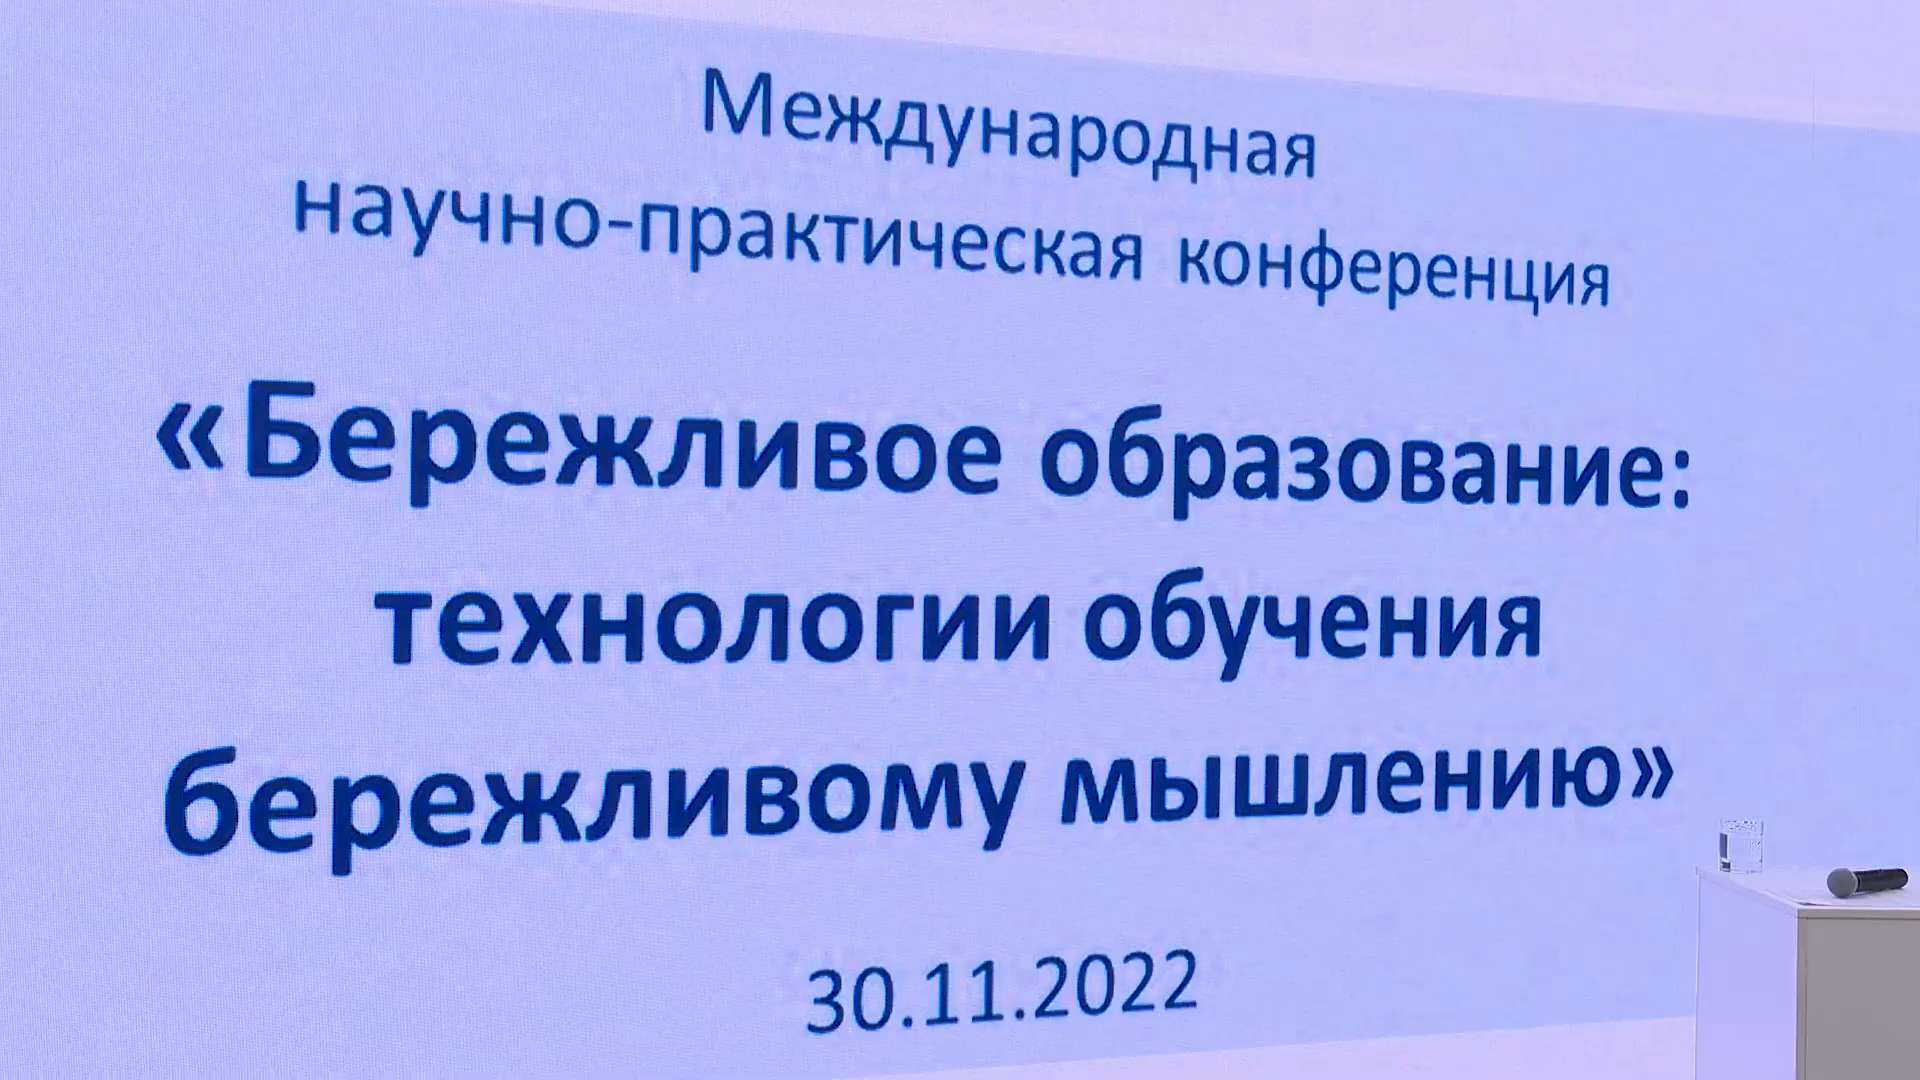 Международная
научно-практическая конференция
«Бережливое образование:
технологии обучения
бережливому мышлению»
30.11.2022